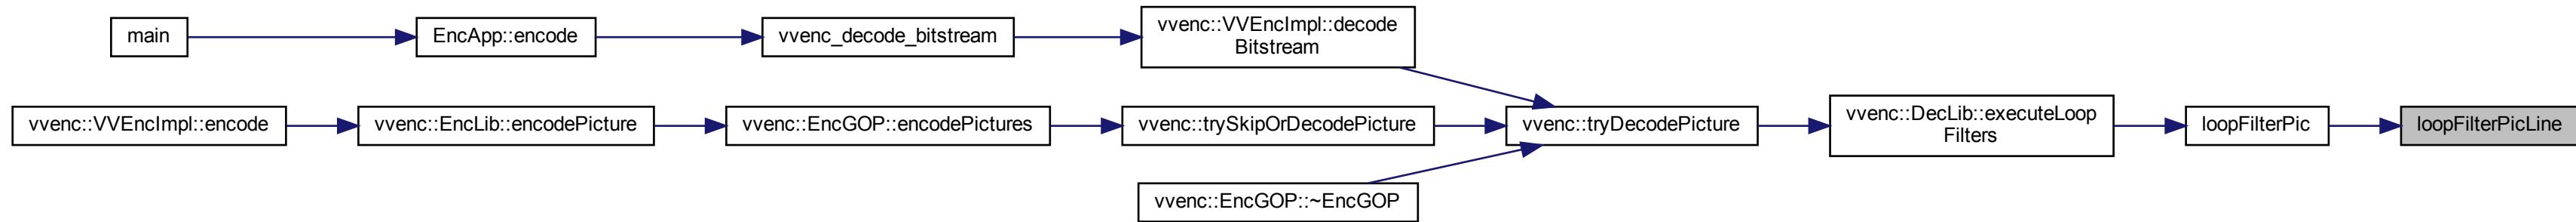 main
EncApp::encode
vvenc_decode_bitstream
vvenc::VVEncImpl::decode
Bitstream
vvenc::VVEncImpl::encode
vvenc::EncLib::encodePicture
vvenc::EncGOP::encodePictures
vvenc::trySkipOrDecodePicture
vvenc::tryDecodePicture
vvenc::DecLib::executeLoop
Filters
loopFilterPic
loopFilterPicLine
vvenc::EncGOP::~EncGOP